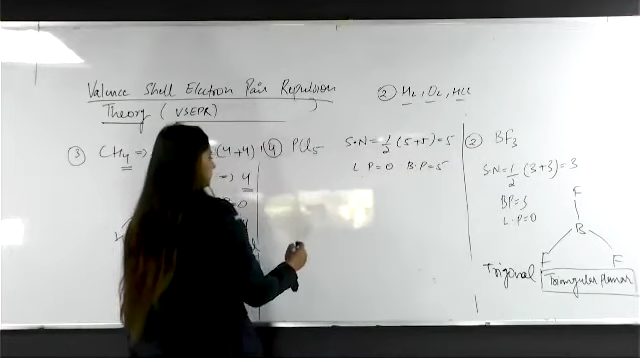 Valence Shell Electron Pair Repulsion
Theory ( VSEPR )
② H₂, O₂, HCl
③ CH₄ ⇒ (4+4)
⇒ 4
④ PCl₅
S.N = 1/2 (5+5) = 5
L.P = 0 B.P = 5
② BF₃
S.N = 1/2 (3+3) = 3
BP = 3
L.P = 0
F
B
F F
Trigonal
Triangular Planar